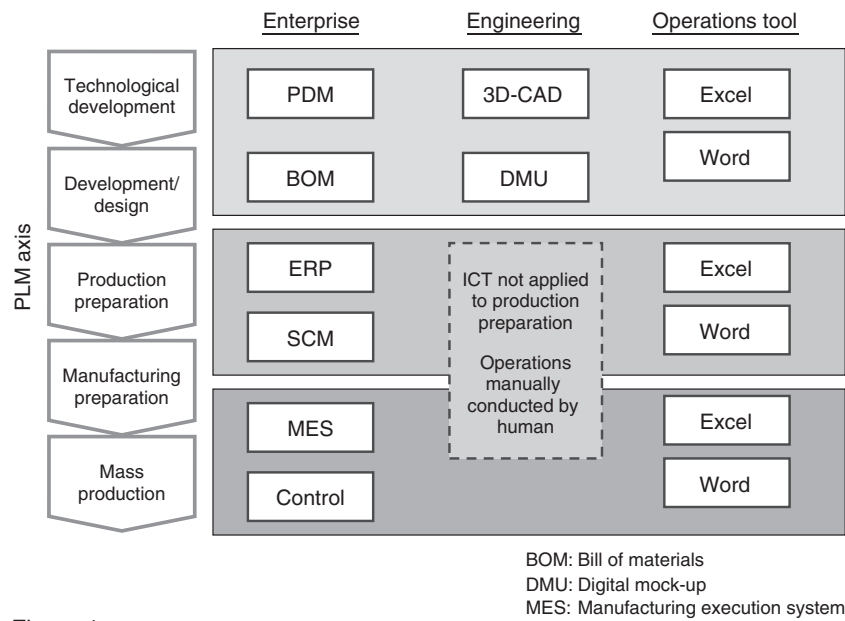 Enterprise
Engineering
Operations tool
PLM axis
Technological
development
Development/
design
Production
preparation
Manufacturing
preparation
Mass
production
PDM
3D-CAD
Excel
Word
BOM
DMU
ERP
ICT not applied
to production
preparation
Operations
manually
conducted by
human
Excel
SCM
Word
MES
Excel
Control
Word
BOM: Bill of materials
DMU: Digital mock-up
MES: Manufacturing execution system